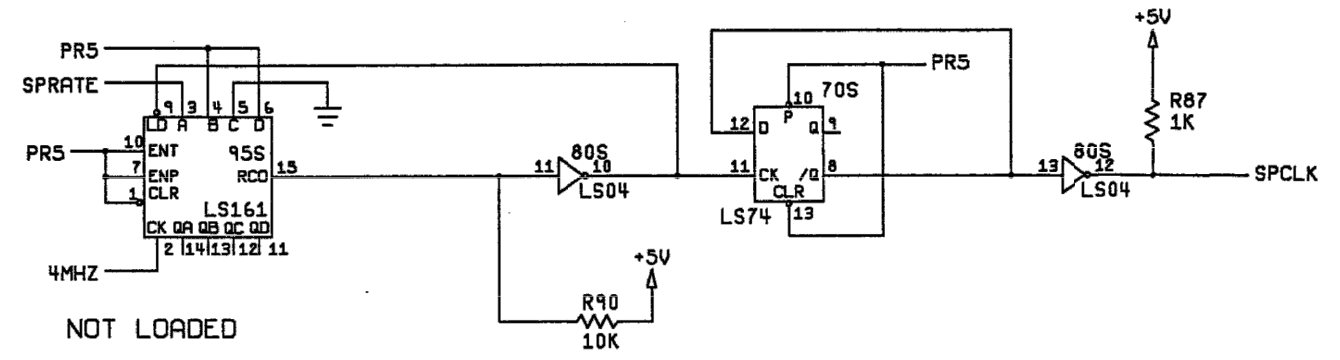 +5V
PR5
SPRATE
PR5
70S
9 3 4 5 6
10
R87
1K
LD A B C D
12 D P Q 9
10 ENT 95S
PR5
7 ENP RCO 15
11 80S 10
11 CK /Q 8
13 80S 12
SPCLK
1 CLR
LS04
CLR
LS04
LS161
LS74
13
CK QA QB QC QD
2 14 13 12 11
+5V
4MHZ
R90
10K
NOT LOADED